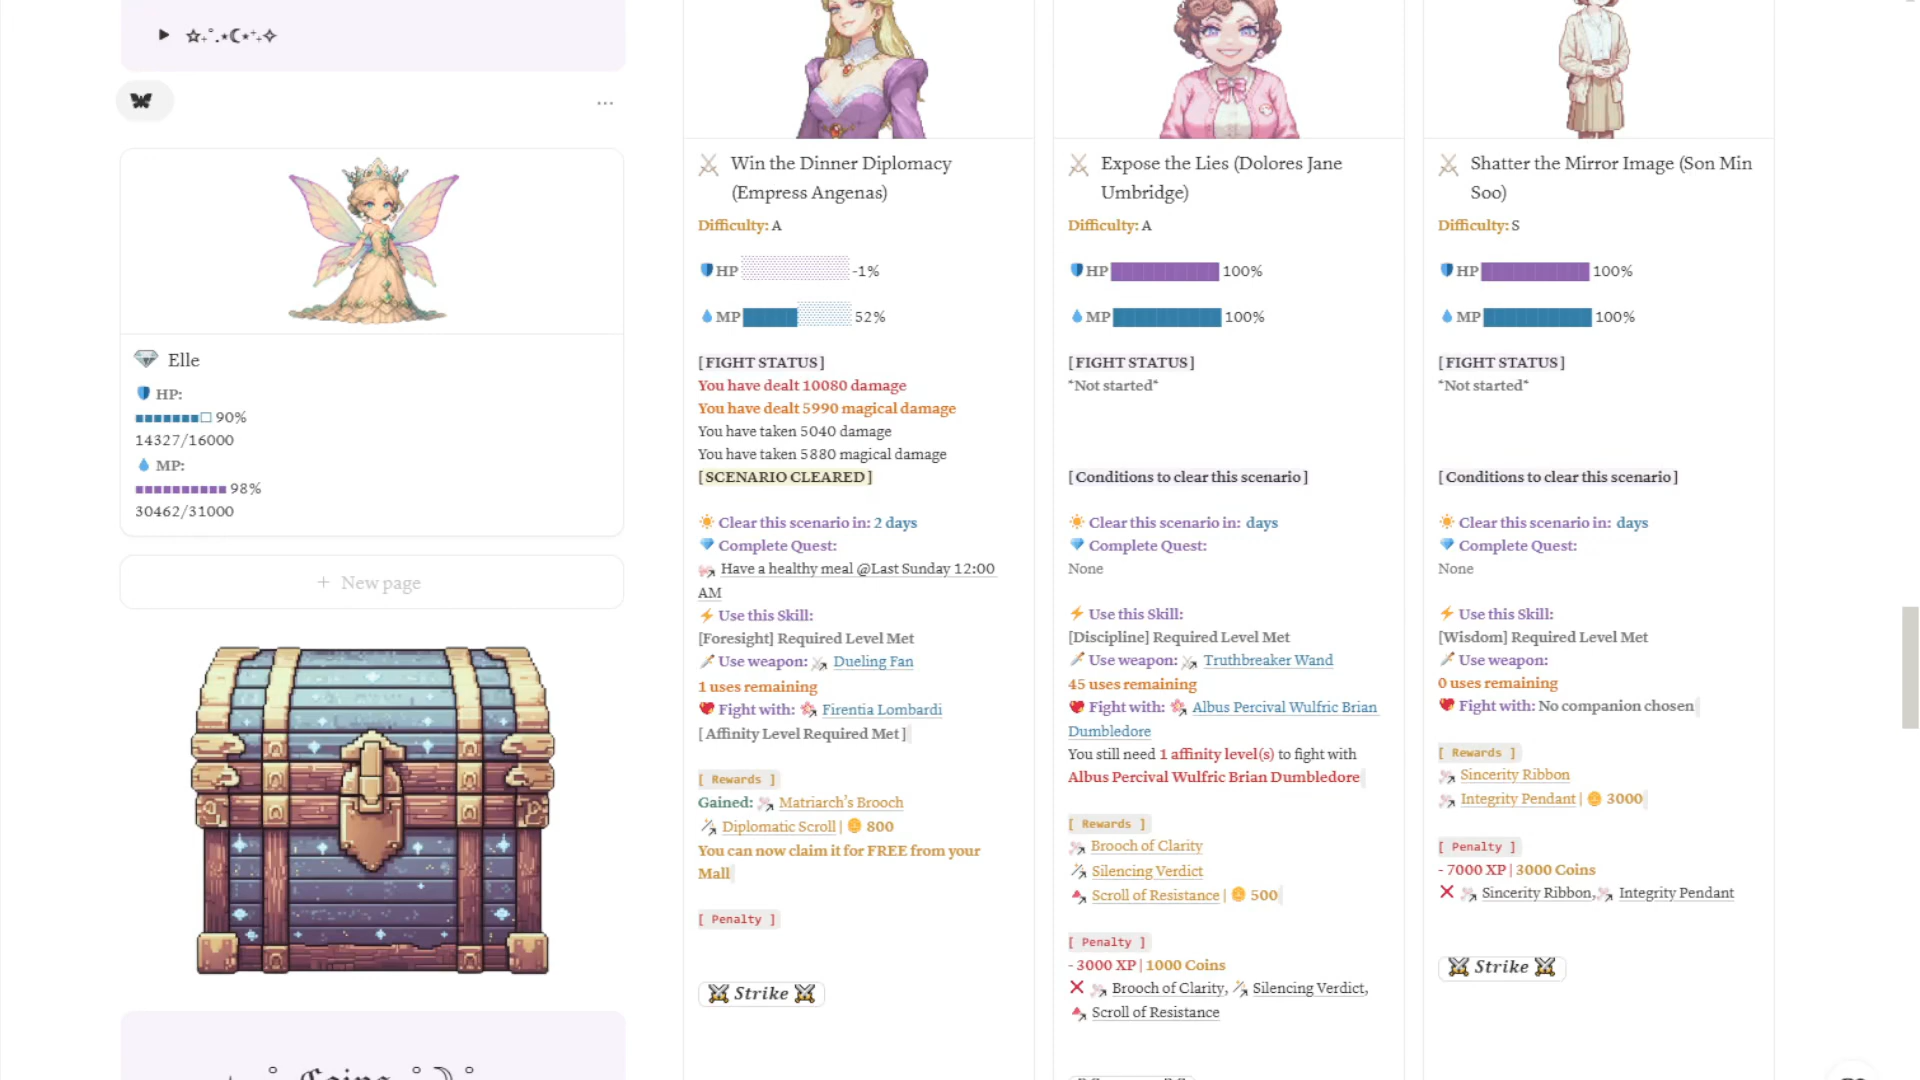 Elle
HP:
90%
14327/16000
MP:
98%
30462/31000
+ New page
Win the Dinner Diplomacy
(Empress Angenas)
Difficulty: A
HP -1%
MP 52%
[ FIGHT STATUS ]
You have dealt 10080 damage
You have dealt 5990 magical damage
You have taken 5040 damage
You have taken 5880 magical damage
[ SCENARIO CLEARED ]
Clear this scenario in: 2 days
Complete Quest:
Have a healthy meal @Last Sunday 12:00
AM
Use this Skill:
[Foresight] Required Level Met
Use weapon: Dueling Fan
1 uses remaining
Fight with: Firentia Lombardi
[ Affinity Level Required Met ]
[ Rewards ]
Gained: Matriarch’s Brooch
Diplomatic Scroll | 800
You can now claim it for FREE from your
Mall
[ Penalty ]
Strike
Expose the Lies (Dolores Jane
Umbridge)
Difficulty: A
HP 100%
MP 100%
[ FIGHT STATUS ]
*Not started*
[ Conditions to clear this scenario ]
Clear this scenario in: days
Complete Quest:
None
Use this Skill:
[Discipline] Required Level Met
Use weapon: Truthbreaker Wand
45 uses remaining
Fight with: Albus Percival Wulfric Brian
Dumbledore
You still need 1 affinity level(s) to fight with
Albus Percival Wulfric Brian Dumbledore
[ Rewards ]
Brooch of Clarity
Silencing Verdict
Scroll of Resistance | 500
[ Penalty ]
- 3000 XP | 1000 Coins
Brooch of Clarity, Silencing Verdict,
Scroll of Resistance
Shatter the Mirror Image (Son Min
Soo)
Difficulty: S
HP 100%
MP 100%
[ FIGHT STATUS ]
*Not started*
[ Conditions to clear this scenario ]
Clear this scenario in: days
Complete Quest:
None
Use this Skill:
[Wisdom] Required Level Met
Use weapon:
0 uses remaining
Fight with: No companion chosen
[ Rewards ]
Sincerity Ribbon
Integrity Pendant | 3000
[ Penalty ]
- 7000 XP | 3000 Coins
Sincerity Ribbon, Integrity Pendant
Strike